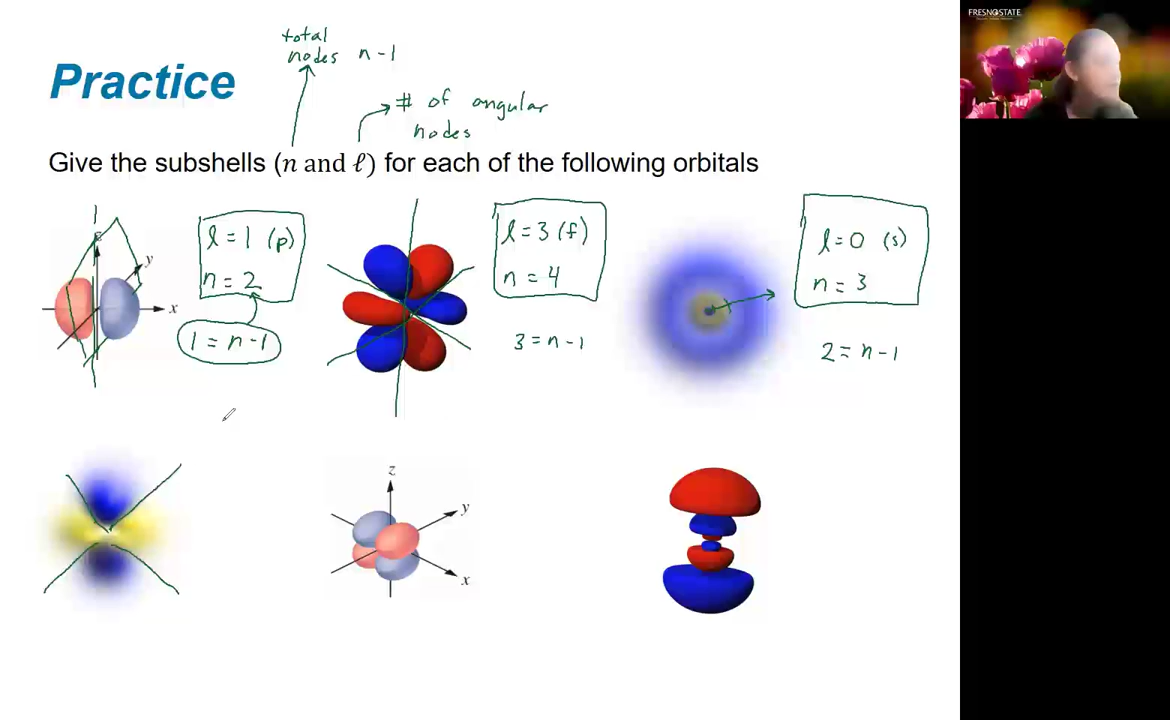 FRESNO STATE
total
nodes n-1
Practice
# of angular
nodes
Give the subshells (n and ℓ) for each of the following orbitals
z
y
x
l = 1 (p)
n = 2
1 = n-1
l = 3 (f)
n = 4
3 = n-1
l = 0 (s)
n = 3
2 = n-1
z
y
x